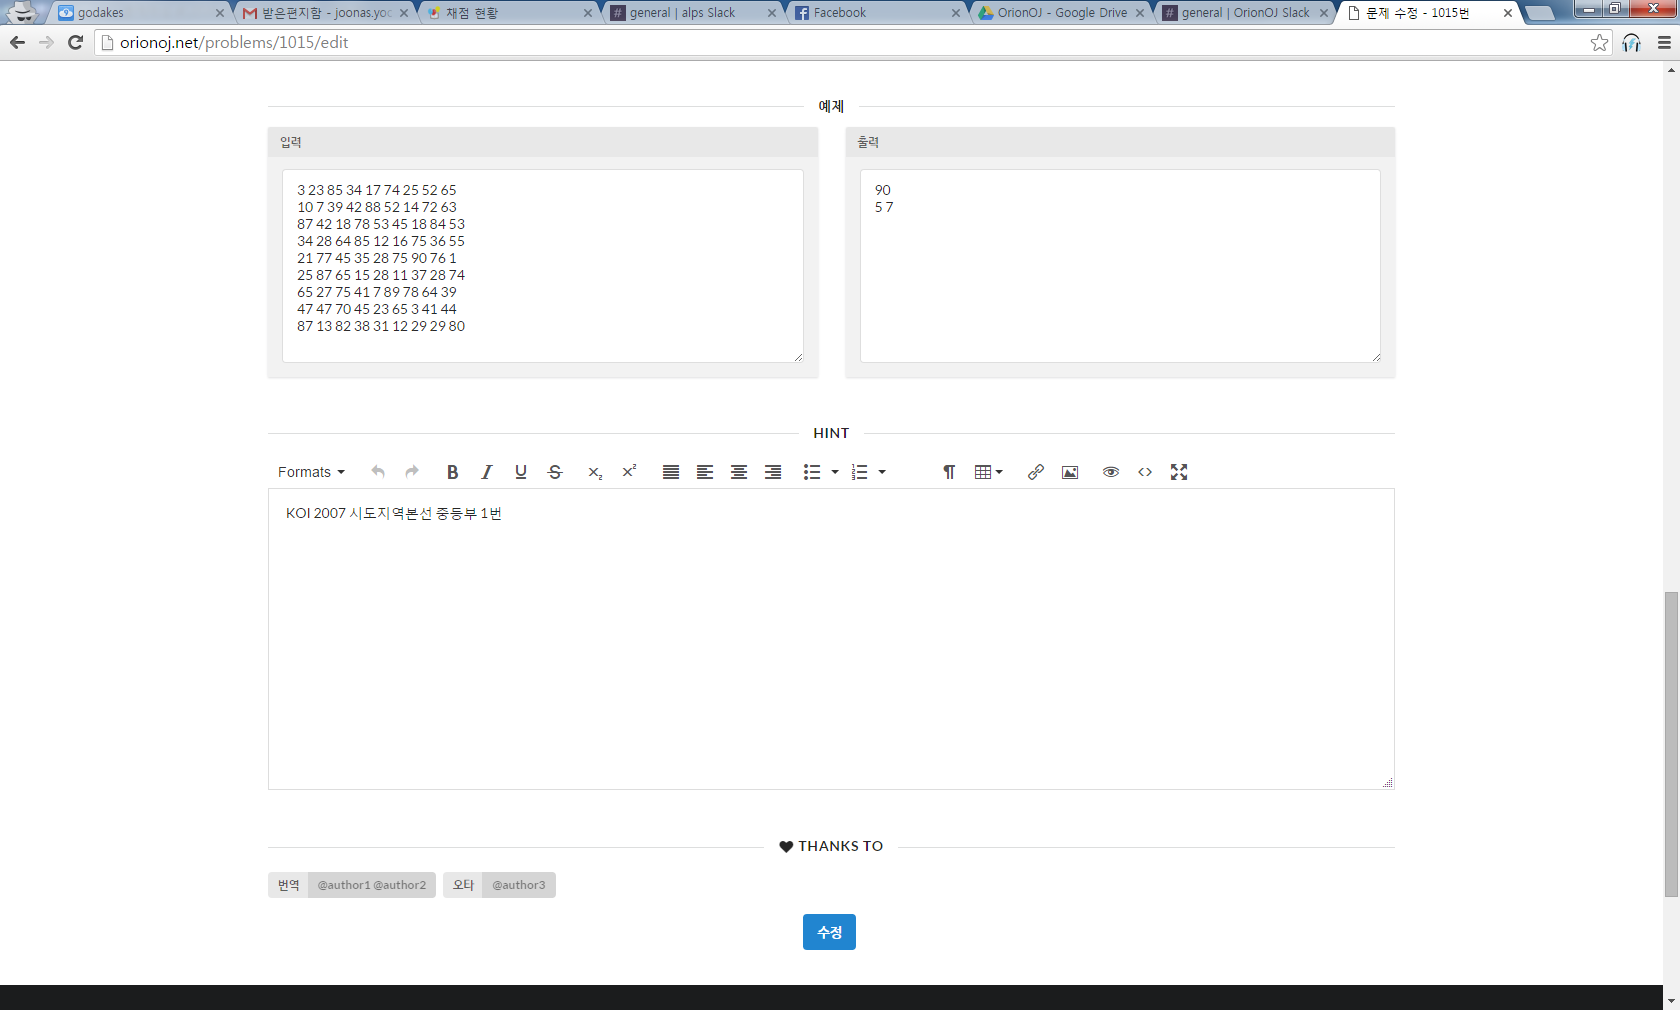 godakes
받은편지함 - joonas.yoc
채점 현황
general | alps Slack
Facebook
OrionOJ - Google Drive
general | OrionOJ Slack
문제 수정 - 1015번
orionoj.net/problems/1015/edit
예제
입력
3 23 85 34 17 74 25 52 65
10 7 39 42 88 52 14 72 63
87 42 18 78 53 45 18 84 53
34 28 64 85 12 16 75 36 55
21 77 45 35 28 75 90 76 1
25 87 65 15 28 11 37 28 74
65 27 75 41 7 89 78 64 39
47 47 70 45 23 65 3 41 44
87 13 82 38 31 12 29 29 80
출력
90
5 7
HINT
Formats
KOI 2007 시도지역본선 중등부 1번
THANKS TO
번역 @author1 @author2 오타 @author3
수정